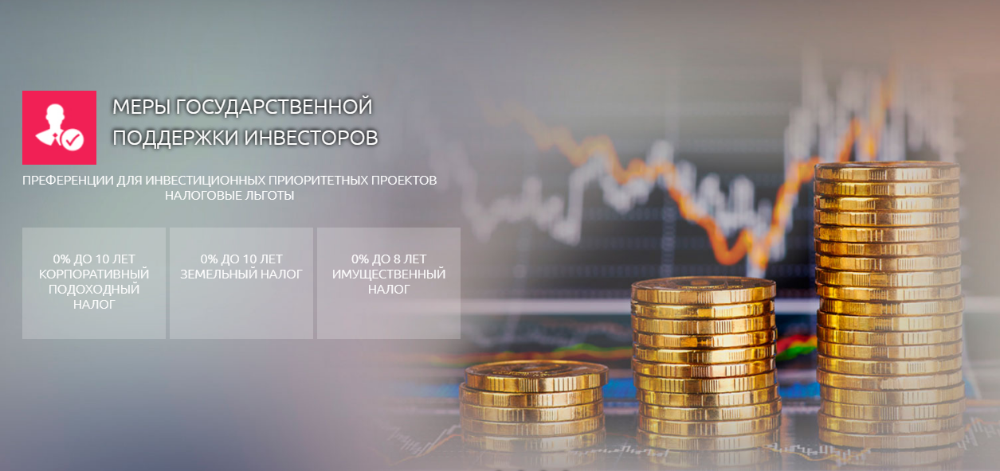 МЕРЫ ГОСУДАРСТВЕННОЙ
ПОДДЕРЖКИ ИНВЕСТОРОВ
ПРЕФЕРЕНЦИИ ДЛЯ ИНВЕСТИЦИОННЫХ ПРИОРИТЕТНЫХ ПРОЕКТОВ
НАЛОГОВЫЕ ЛЬГОТЫ
0% ДО 10 ЛЕТ
КОРПОРАТИВНЫЙ
ПОДОХОДНЫЙ
НАЛОГ
0% ДО 10 ЛЕТ
ЗЕМЕЛЬНЫЙ НАЛОГ
0% ДО 8 ЛЕТ
ИМУЩЕСТВЕННЫЙ
НАЛОГ